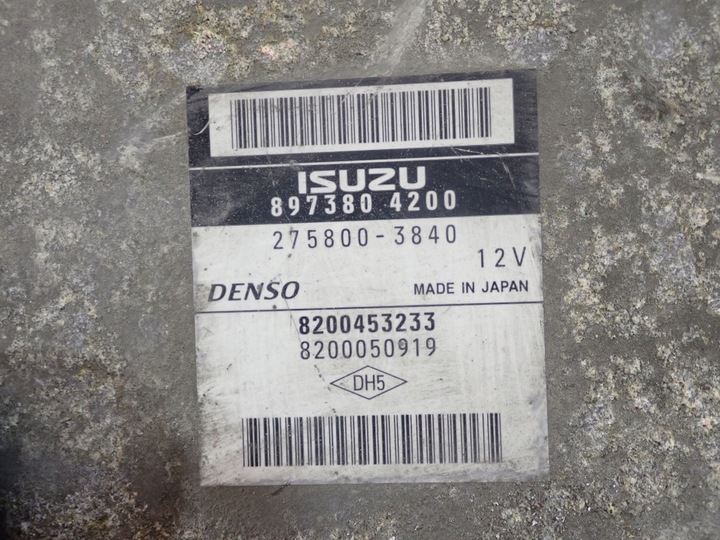 ISUZU
897380 4200
275800-3840
12V
DENSO MADE IN JAPAN
8200453233
8200050919
DH5